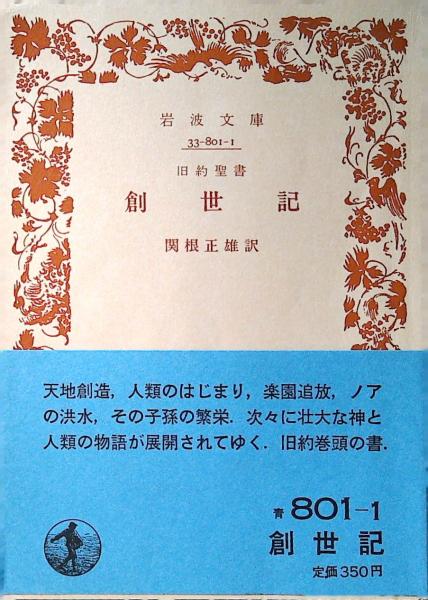 岩波文庫
33-801-1
旧約聖書
創世記
関根正雄訳
天地創造，人類のはじまり，楽園追放，ノア
の洪水，その子孫の繁栄．次々に壮大な神と
人類の物語が展開されてゆく．旧約巻頭の書．
青 801-1
創世記
定価350円